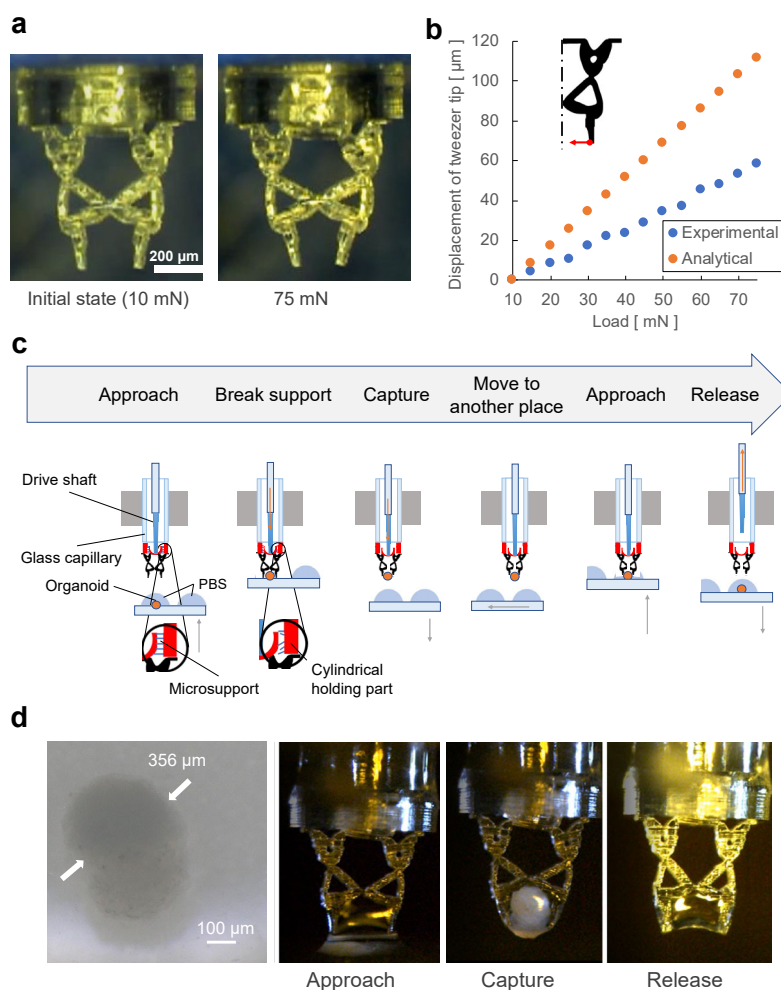 a
200 µm
Initial state (10 mN)
75 mN
b
Displacement of tweezer tip [ µm ]
120
100
80
60
40
20
0
10 20 30 40 50 60 70
Load [ mN ]
Experimental
Analytical
c
Approach
Break support
Capture
Move to
another place
Approach
Release
Drive shaft
Glass capillary
Organoid
PBS
Microsupport
Cylindrical
holding part
d
356 µm
100 µm
Approach
Capture
Release